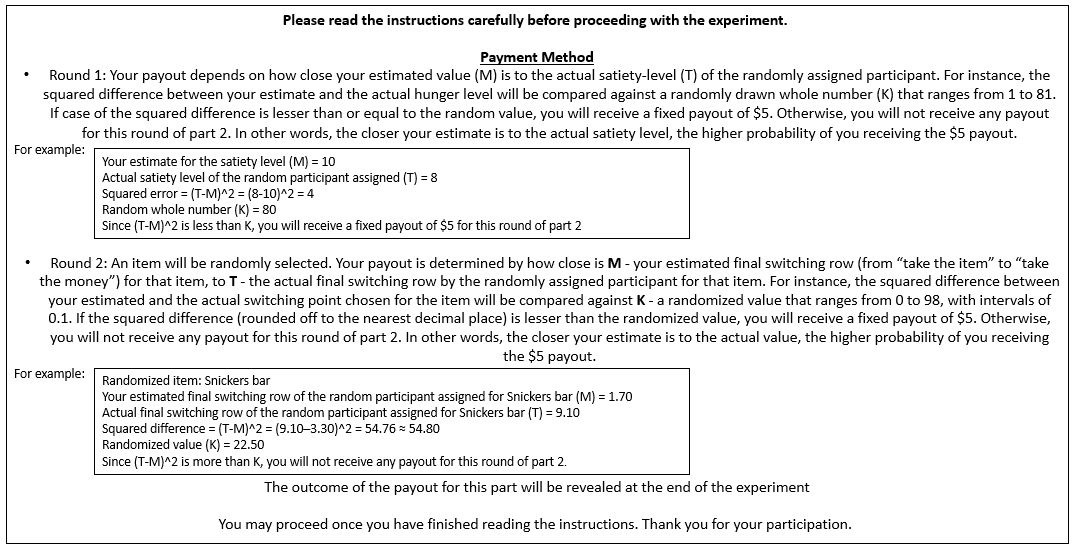 Please read the instructions carefully before proceeding with the experiment.
Payment Method
• Round 1: Your payout depends on how close your estimated value (M) is to the actual satiety-level (T) of the randomly assigned participant. For instance, the
squared difference between your estimate and the actual hunger level will be compared against a randomly drawn whole number (K) that ranges from 1 to 81.
If case of the squared difference is lesser than or equal to the random value, you will receive a fixed payout of $5. Otherwise, you will not receive any payout
for this round of part 2. In other words, the closer your estimate is to the actual satiety level, the higher probability of you receiving the $5 payout.
For example:
Your estimate for the satiety level (M) = 10
Actual satiety level of the random participant assigned (T) = 8
Squared error = (T-M)^2 = (8-10)^2 = 4
Random whole number (K) = 80
Since (T-M)^2 is less than K, you will receive a fixed payout of $5 for this round of part 2
• Round 2: An item will be randomly selected. Your payout is determined by how close is M - your estimated final switching row (from “take the item” to “take
the money”) for that item, to T - the actual final switching row by the randomly assigned participant for that item. For instance, the squared difference between
your estimated and the actual switching point chosen for the item will be compared against K - a randomized value that ranges from 0 to 98, with intervals of
0.1. If the squared difference (rounded off to the nearest decimal place) is lesser than the randomized value, you will receive a fixed payout of $5. Otherwise,
you will not receive any payout for this round of part 2. In other words, the closer your estimate is to the actual value, the higher probability of you receiving
the $5 payout.
For example:
Randomized item: Snickers bar
Your estimated final switching row of the random participant assigned for Snickers bar (M) = 1.70
Actual final switching row of the random participant assigned for Snickers bar (T) = 9.10
Squared difference = (T-M)^2 = (9.10–3.30)^2 = 54.76 ≈ 54.80
Randomized value (K) = 22.50
Since (T-M)^2 is more than K, you will not receive any payout for this round of part 2.
The outcome of the payout for this part will be revealed at the end of the experiment
You may proceed once you have finished reading the instructions. Thank you for your participation.